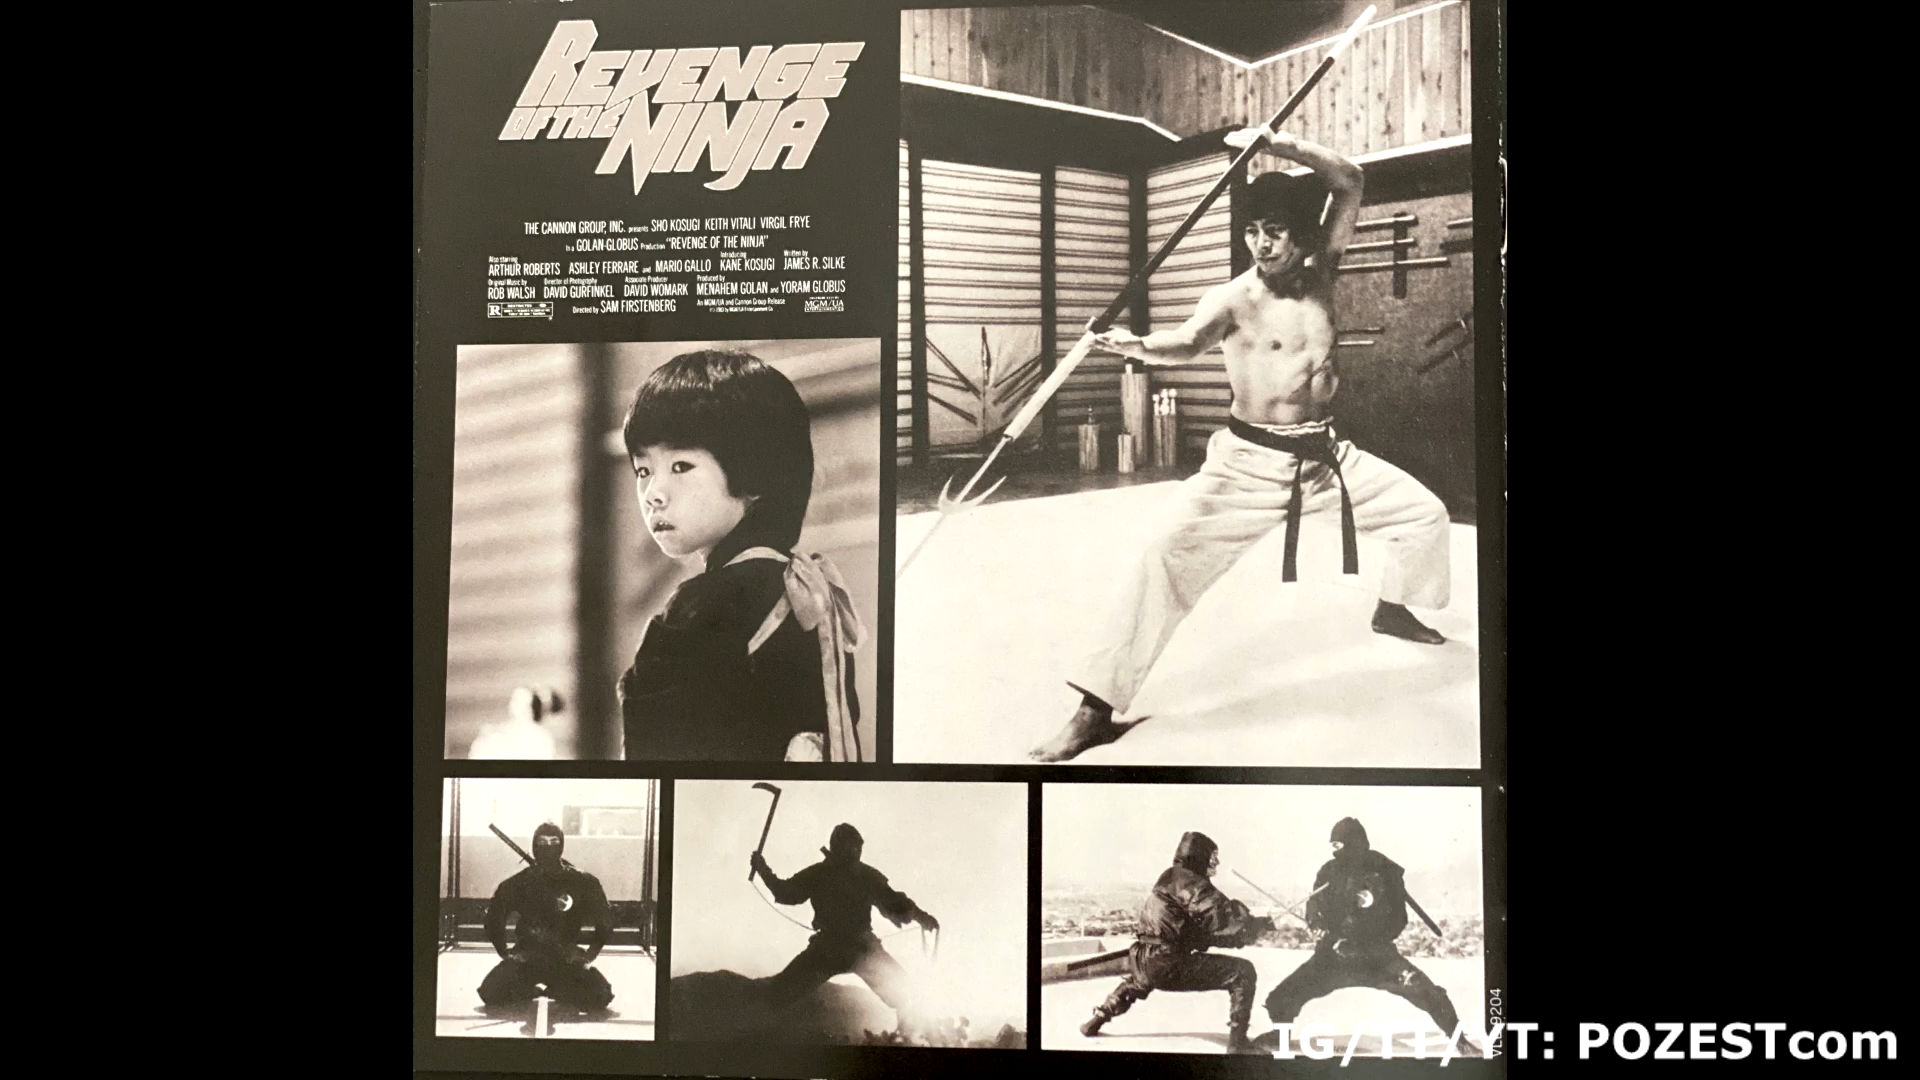 REVENGE
OF THE NINJA
THE CANNON GROUP, INC. presents SHO KOSUGI KEITH VITALI VIRGIL FRYE
in a GOLAN-GLOBUS Production "REVENGE OF THE NINJA"
Also starring ARTHUR ROBERTS ASHLEY FERRARE and MARIO GALLO Introducing KANE KOSUGI Written by JAMES R. SILKE
Original Music by ROB WALSH Director of Photography DAVID GURFINKEL Associate Producer DAVID WOMARK Produced by MENAHEM GOLAN and YORAM GLOBUS
R RESTRICTED Directed by SAM FIRSTENBERG An MGM/UA and Cannon Group Release MGM/UA
9204
IG/TT/YT: POZESTcom